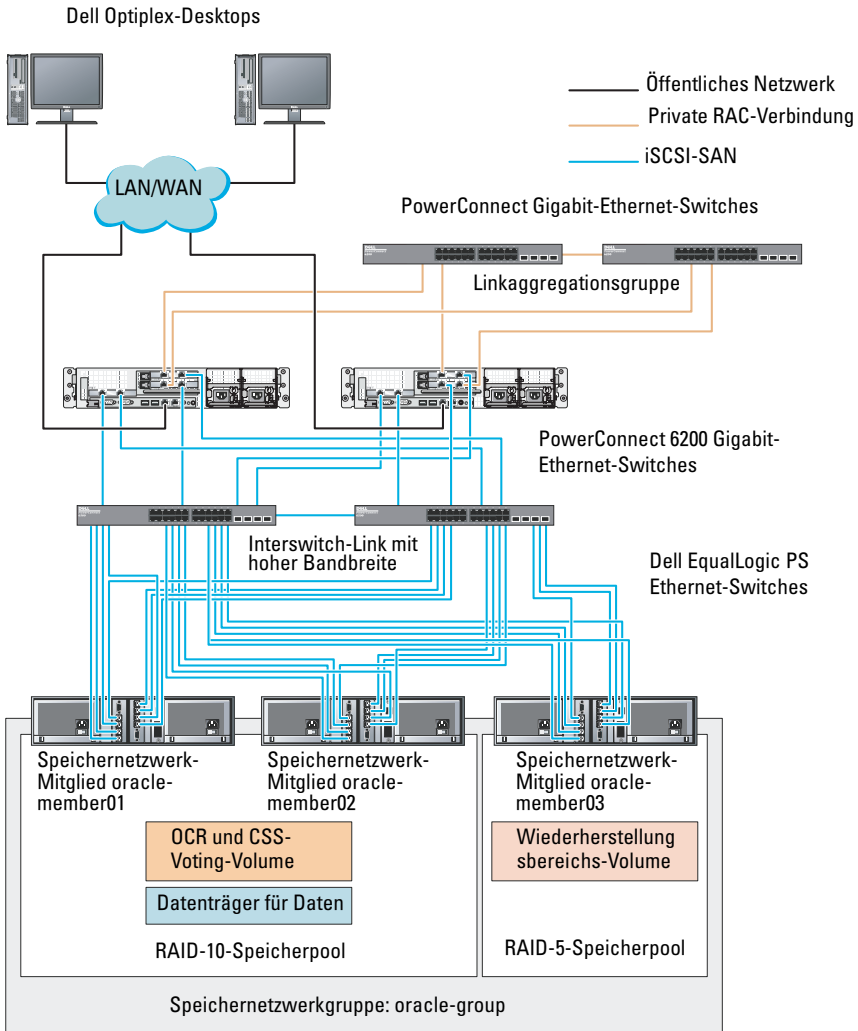 Dell Optiplex-Desktops
Öffentliches Netzwerk
Private RAC-Verbindung
iSCSI-SAN
LAN/WAN
PowerConnect Gigabit-Ethernet-Switches
Linkaggregationsgruppe
PowerConnect 6200 Gigabit-
Ethernet-Switches
Interswitch-Link mit
hoher Bandbreite
Dell EqualLogic PS
Ethernet-Switches
Speichernetzwerk-
Mitglied oracle-
member01
Speichernetzwerk-
Mitglied oracle-
member02
Speichernetzwerk-
Mitglied oracle-
member03
OCR und CSS-
Voting-Volume
Wiederherstellung
sbereichs-Volume
Datenträger für Daten
RAID-10-Speicherpool
RAID-5-Speicherpool
Speichernetzwerkgruppe: oracle-group